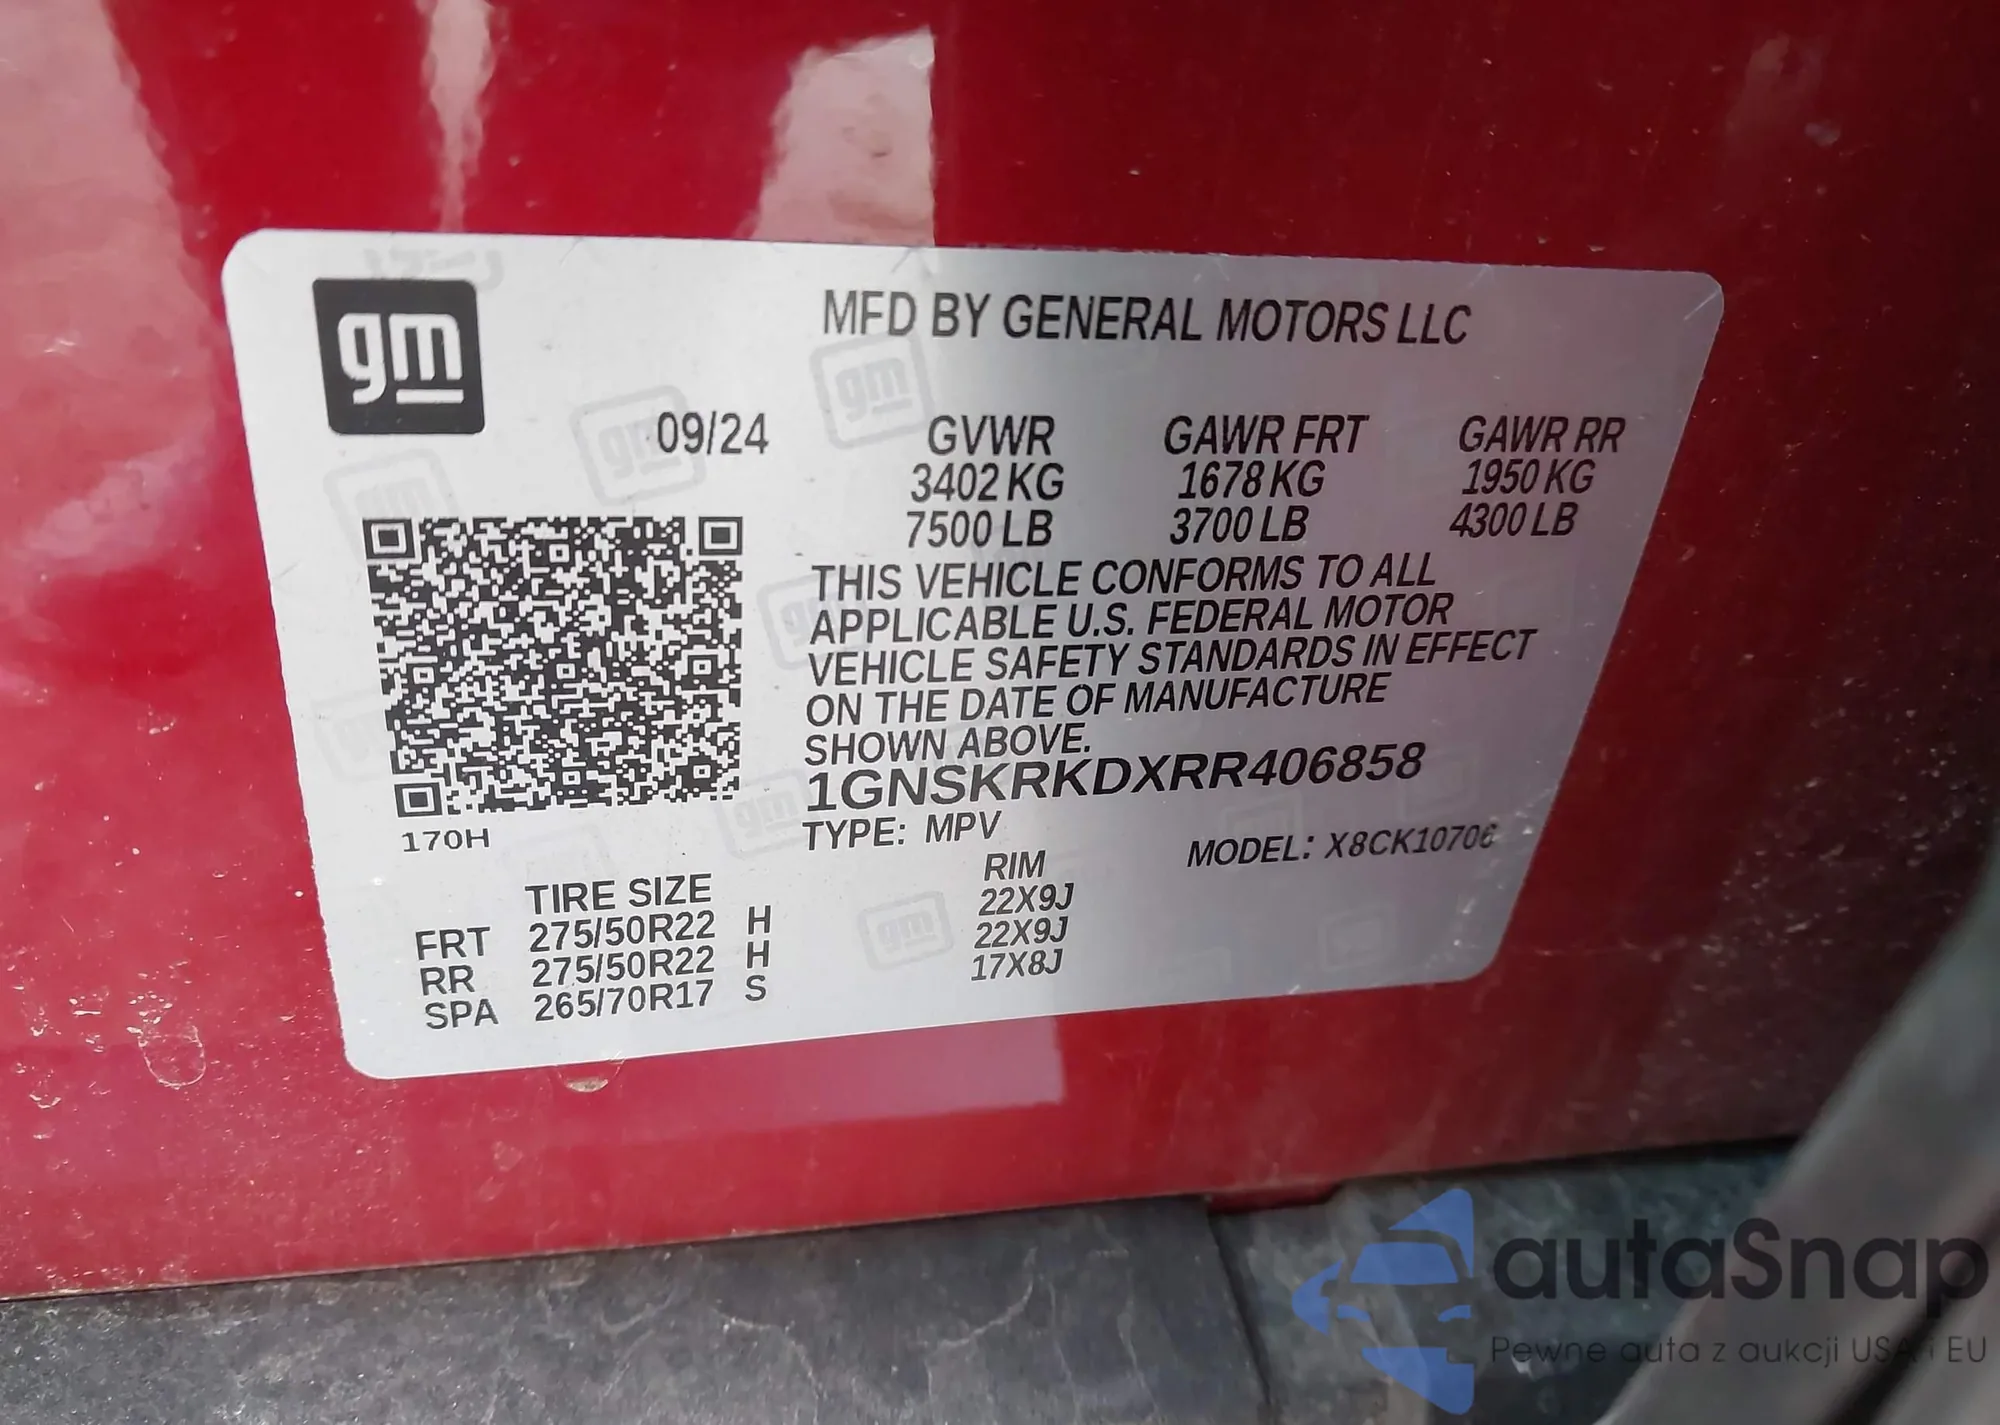 gm
MFD BY GENERAL MOTORS LLC
09/24
GVWR GAWR FRT GAWR RR
3402 KG 1678 KG 1950 KG
7500 LB 3700 LB 4300 LB
THIS VEHICLE CONFORMS TO ALL
APPLICABLE U.S. FEDERAL MOTOR
VEHICLE SAFETY STANDARDS IN EFFECT
ON THE DATE OF MANUFACTURE
SHOWN ABOVE.
1GNSKRKDXRR406858
170H
TYPE: MPV MODEL: X8CK10706
TIRE SIZE RIM
FRT 275/50R22 H 22X9J
RR 275/50R22 H 22X9J
SPA 265/70R17 S 17X8J
autaSnap
Pewne auta z aukcji USA i EU